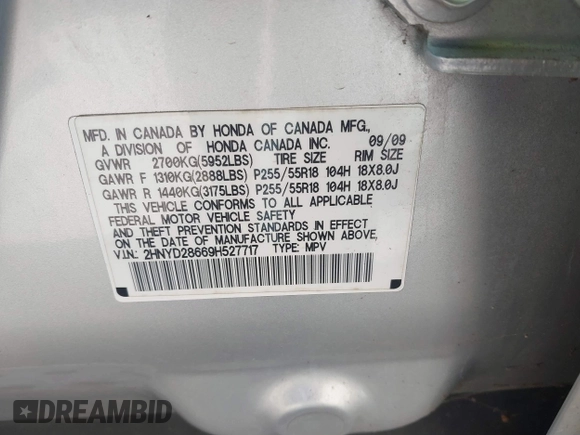 MFD. IN CANADA BY HONDA OF CANADA MFG.,
A DIVISION OF HONDA CANADA INC. 09/09
GVWR 2700KG(5952LBS) TIRE SIZE RIM SIZE
GAWR F 1310KG(2888LBS) P255/55R18 104H 18X8.0J
GAWR R 1440KG(3175LBS) P255/55R18 104H 18X8.0J
THIS VEHICLE CONFORMS TO ALL APPLICABLE
FEDERAL MOTOR VEHICLE SAFETY
AND THEFT PREVENTION STANDARDS IN EFFECT
ON THE DATE OF MANUFACTURE SHOWN ABOVE.
V.I.N.: 2HNYD28669H527717 TYPE: MPV
DREAMBID